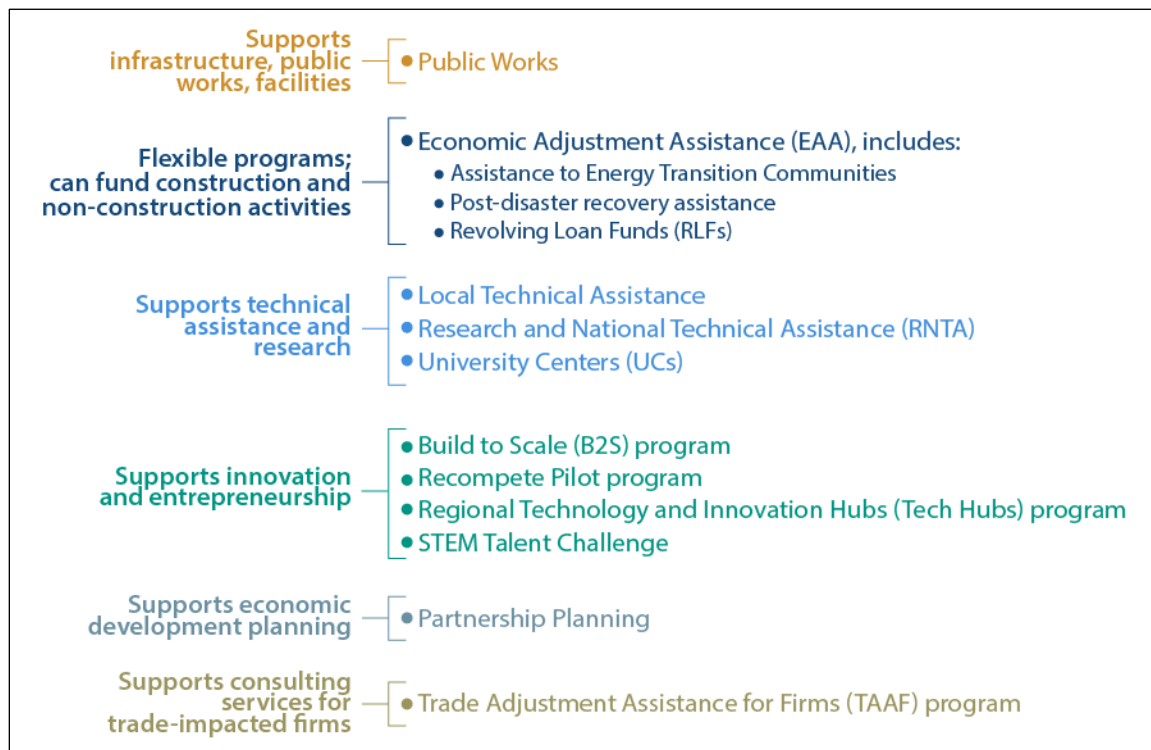 Supports
infrastructure, public
works, facilities
• Public Works
Flexible programs;
can fund construction and
non-construction activities
• Economic Adjustment Assistance (EAA), includes:
• Assistance to Energy Transition Communities
• Post-disaster recovery assistance
• Revolving Loan Funds (RLFs)
Supports technical
assistance and
research
• Local Technical Assistance
• Research and National Technical Assistance (RNTA)
• University Centers (UCs)
Supports innovation
and entrepreneurship
• Build to Scale (B2S) program
• Recompete Pilot program
• Regional Technology and Innovation Hubs (Tech Hubs) program
• STEM Talent Challenge
Supports economic
development planning
• Partnership Planning
Supports consulting
services for
trade-impacted firms
• Trade Adjustment Assistance for Firms (TAAF) program